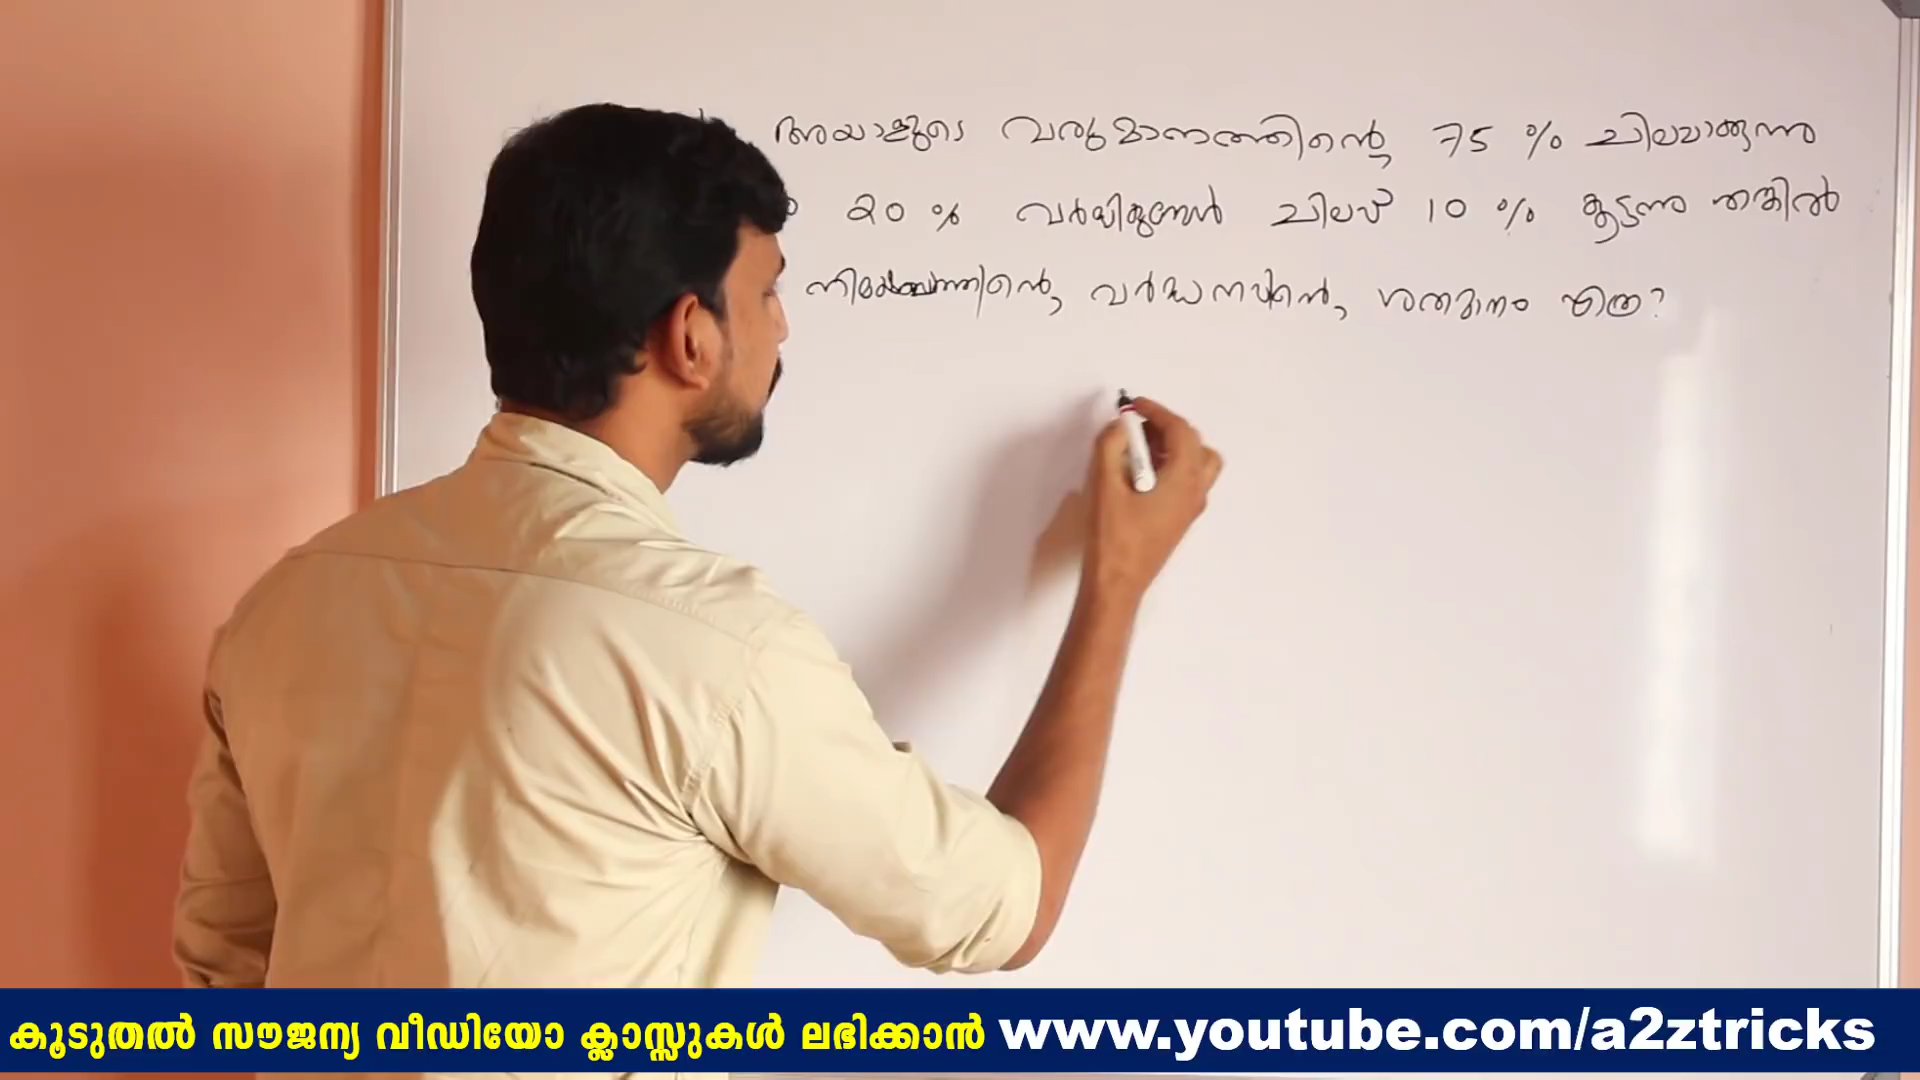 അയാളുടെ വരുമാനത്തിന്റെ 75 % ചിലവാക്കുന്നു
20 % വർദ്ധിക്കുമ്പോൾ ചിലവ് 10 % കൂടുന്നു എങ്കിൽ
വർദ്ധനവിന്റെ ശതമാനം എത്ര?
കൂടുതൽ സൗജന്യ വീഡിയോ ക്ലാസ്സുകൾ ലഭിക്കാൻ www.youtube.com/a2ztricks